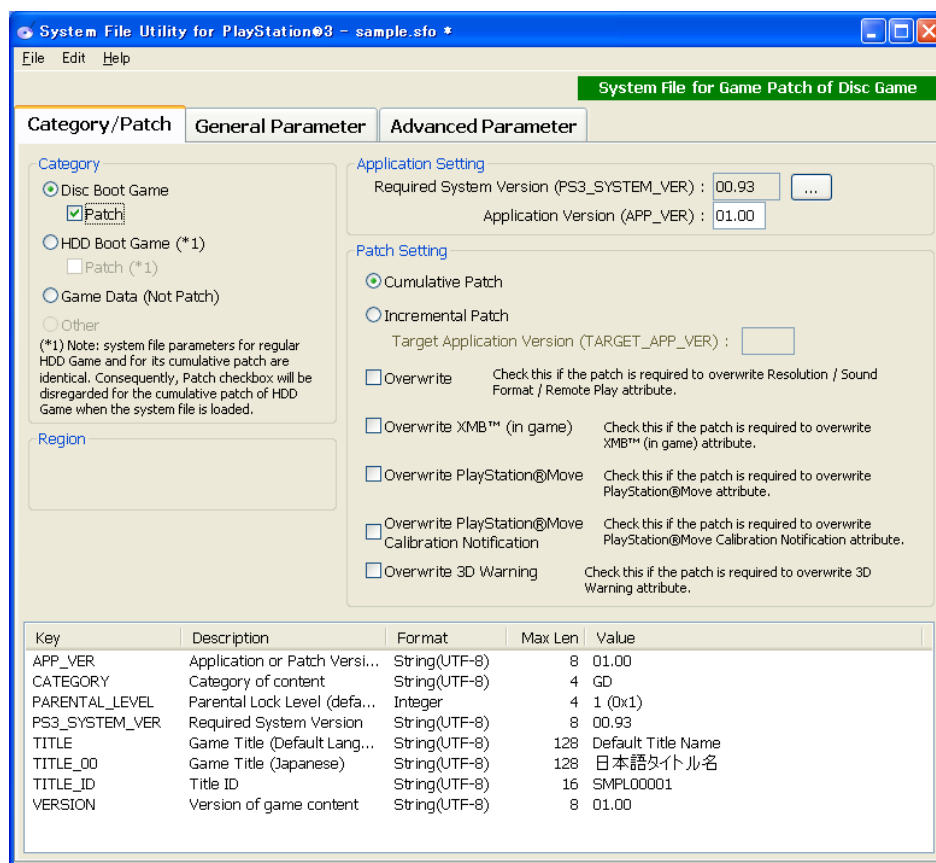 System File Utility for PlayStation®3 - sample.sfo *
File Edit Help
System File for Game Patch of Disc Game
Category/Patch General Parameter Advanced Parameter
Category
Disc Boot Game
Patch
HDD Boot Game (*1)
Patch (*1)
Game Data (Not Patch)
Other
(*1) Note: system file parameters for regular
HDD Game and for its cumulative patch are
identical. Consequently, Patch checkbox will be
disregarded for the cumulative patch of HDD
Game when the system file is loaded.
Region
Application Setting
Required System Version (PS3_SYSTEM_VER) : 00.93 ...
Application Version (APP_VER) : 01.00
Patch Setting
Cumulative Patch
Incremental Patch
Target Application Version (TARGET_APP_VER) :
Overwrite Check this if the patch is required to overwrite Resolution / Sound
Format / Remote Play attribute.
Overwrite XMB™ (in game) Check this if the patch is required to overwrite
XMB™ (in game) attribute.
Overwrite PlayStation®Move Check this if the patch is required to overwrite
PlayStation®Move attribute.
Overwrite PlayStation®Move Check this if the patch is required to overwrite
Calibration Notification PlayStation®Move Calibration Notification attribute.
Overwrite 3D Warning Check this if the patch is required to overwrite 3D
Warning attribute.
Key Description Format Max Len Value
APP_VER Application or Patch Versi... String(UTF-8) 8 01.00
CATEGORY Category of content String(UTF-8) 4 GD
PARENTAL_LEVEL Parental Lock Level (defa... Integer 4 1 (0x1)
PS3_SYSTEM_VER Required System Version String(UTF-8) 8 00.93
TITLE Game Title (Default Lang... String(UTF-8) 128 Default Title Name
TITLE_00 Game Title (Japanese) String(UTF-8) 128 日本語タイトル名
TITLE_ID Title ID String(UTF-8) 16 SMPL00001
VERSION Version of game content String(UTF-8) 8 01.00